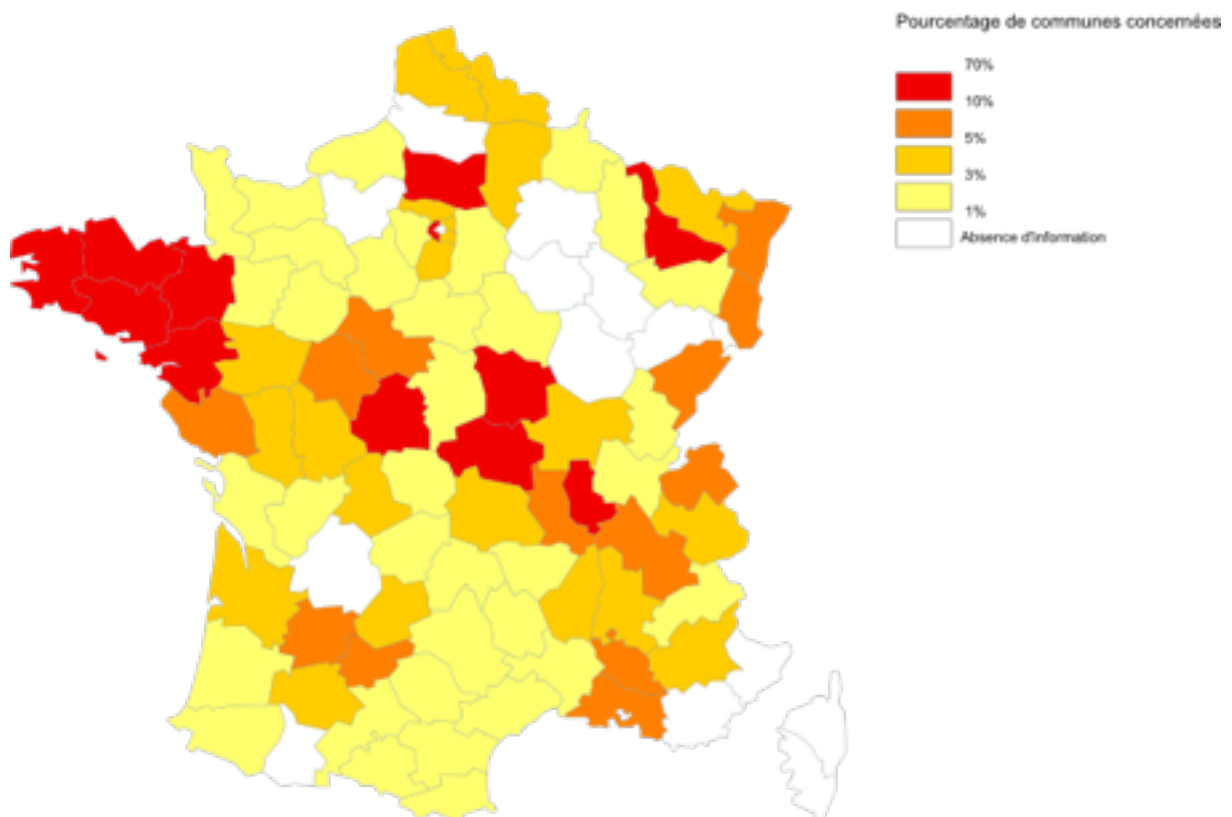 Pourcentage de communes concernées
70%
10%
5%
3%
1%
Absence d'Information